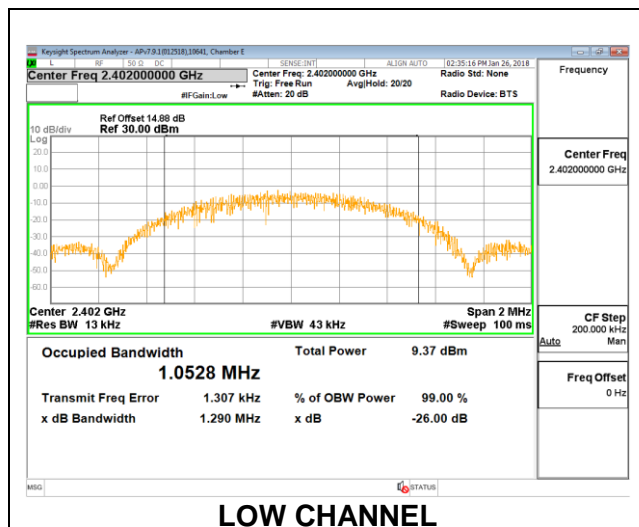 Keysight Spectrum Analyzer - APv7.9.1(012518),10641, Chamber E
L RF 50 Ω DC SENSE:INT ALIGN AUTO 02:35:16 PM Jan 26, 2018
Center Freq 2.402000000 GHz
Center Freq: 2.402000000 GHz
Radio Std: None
Trig: Free Run Avg|Hold: 20/20
#IFGain:Low #Atten: 20 dB Radio Device: BTS
Frequency
Ref Offset 14.88 dB
10 dB/div Ref 30.00 dBm
Log
20.0
10.0
0.00
-10.0
-20.0
-30.0
-40.0
-50.0
-60.0
Center Freq
2.402000000 GHz
Center 2.402 GHz Span 2 MHz
#Res BW 13 kHz #VBW 43 kHz #Sweep 100 ms
CF Step
200.000 kHz
Auto Man
Occupied Bandwidth Total Power 9.37 dBm
1.0528 MHz
Transmit Freq Error 1.307 kHz % of OBW Power 99.00 %
x dB Bandwidth 1.290 MHz x dB -26.00 dB
Freq Offset
0 Hz
MSG STATUS
LOW CHANNEL